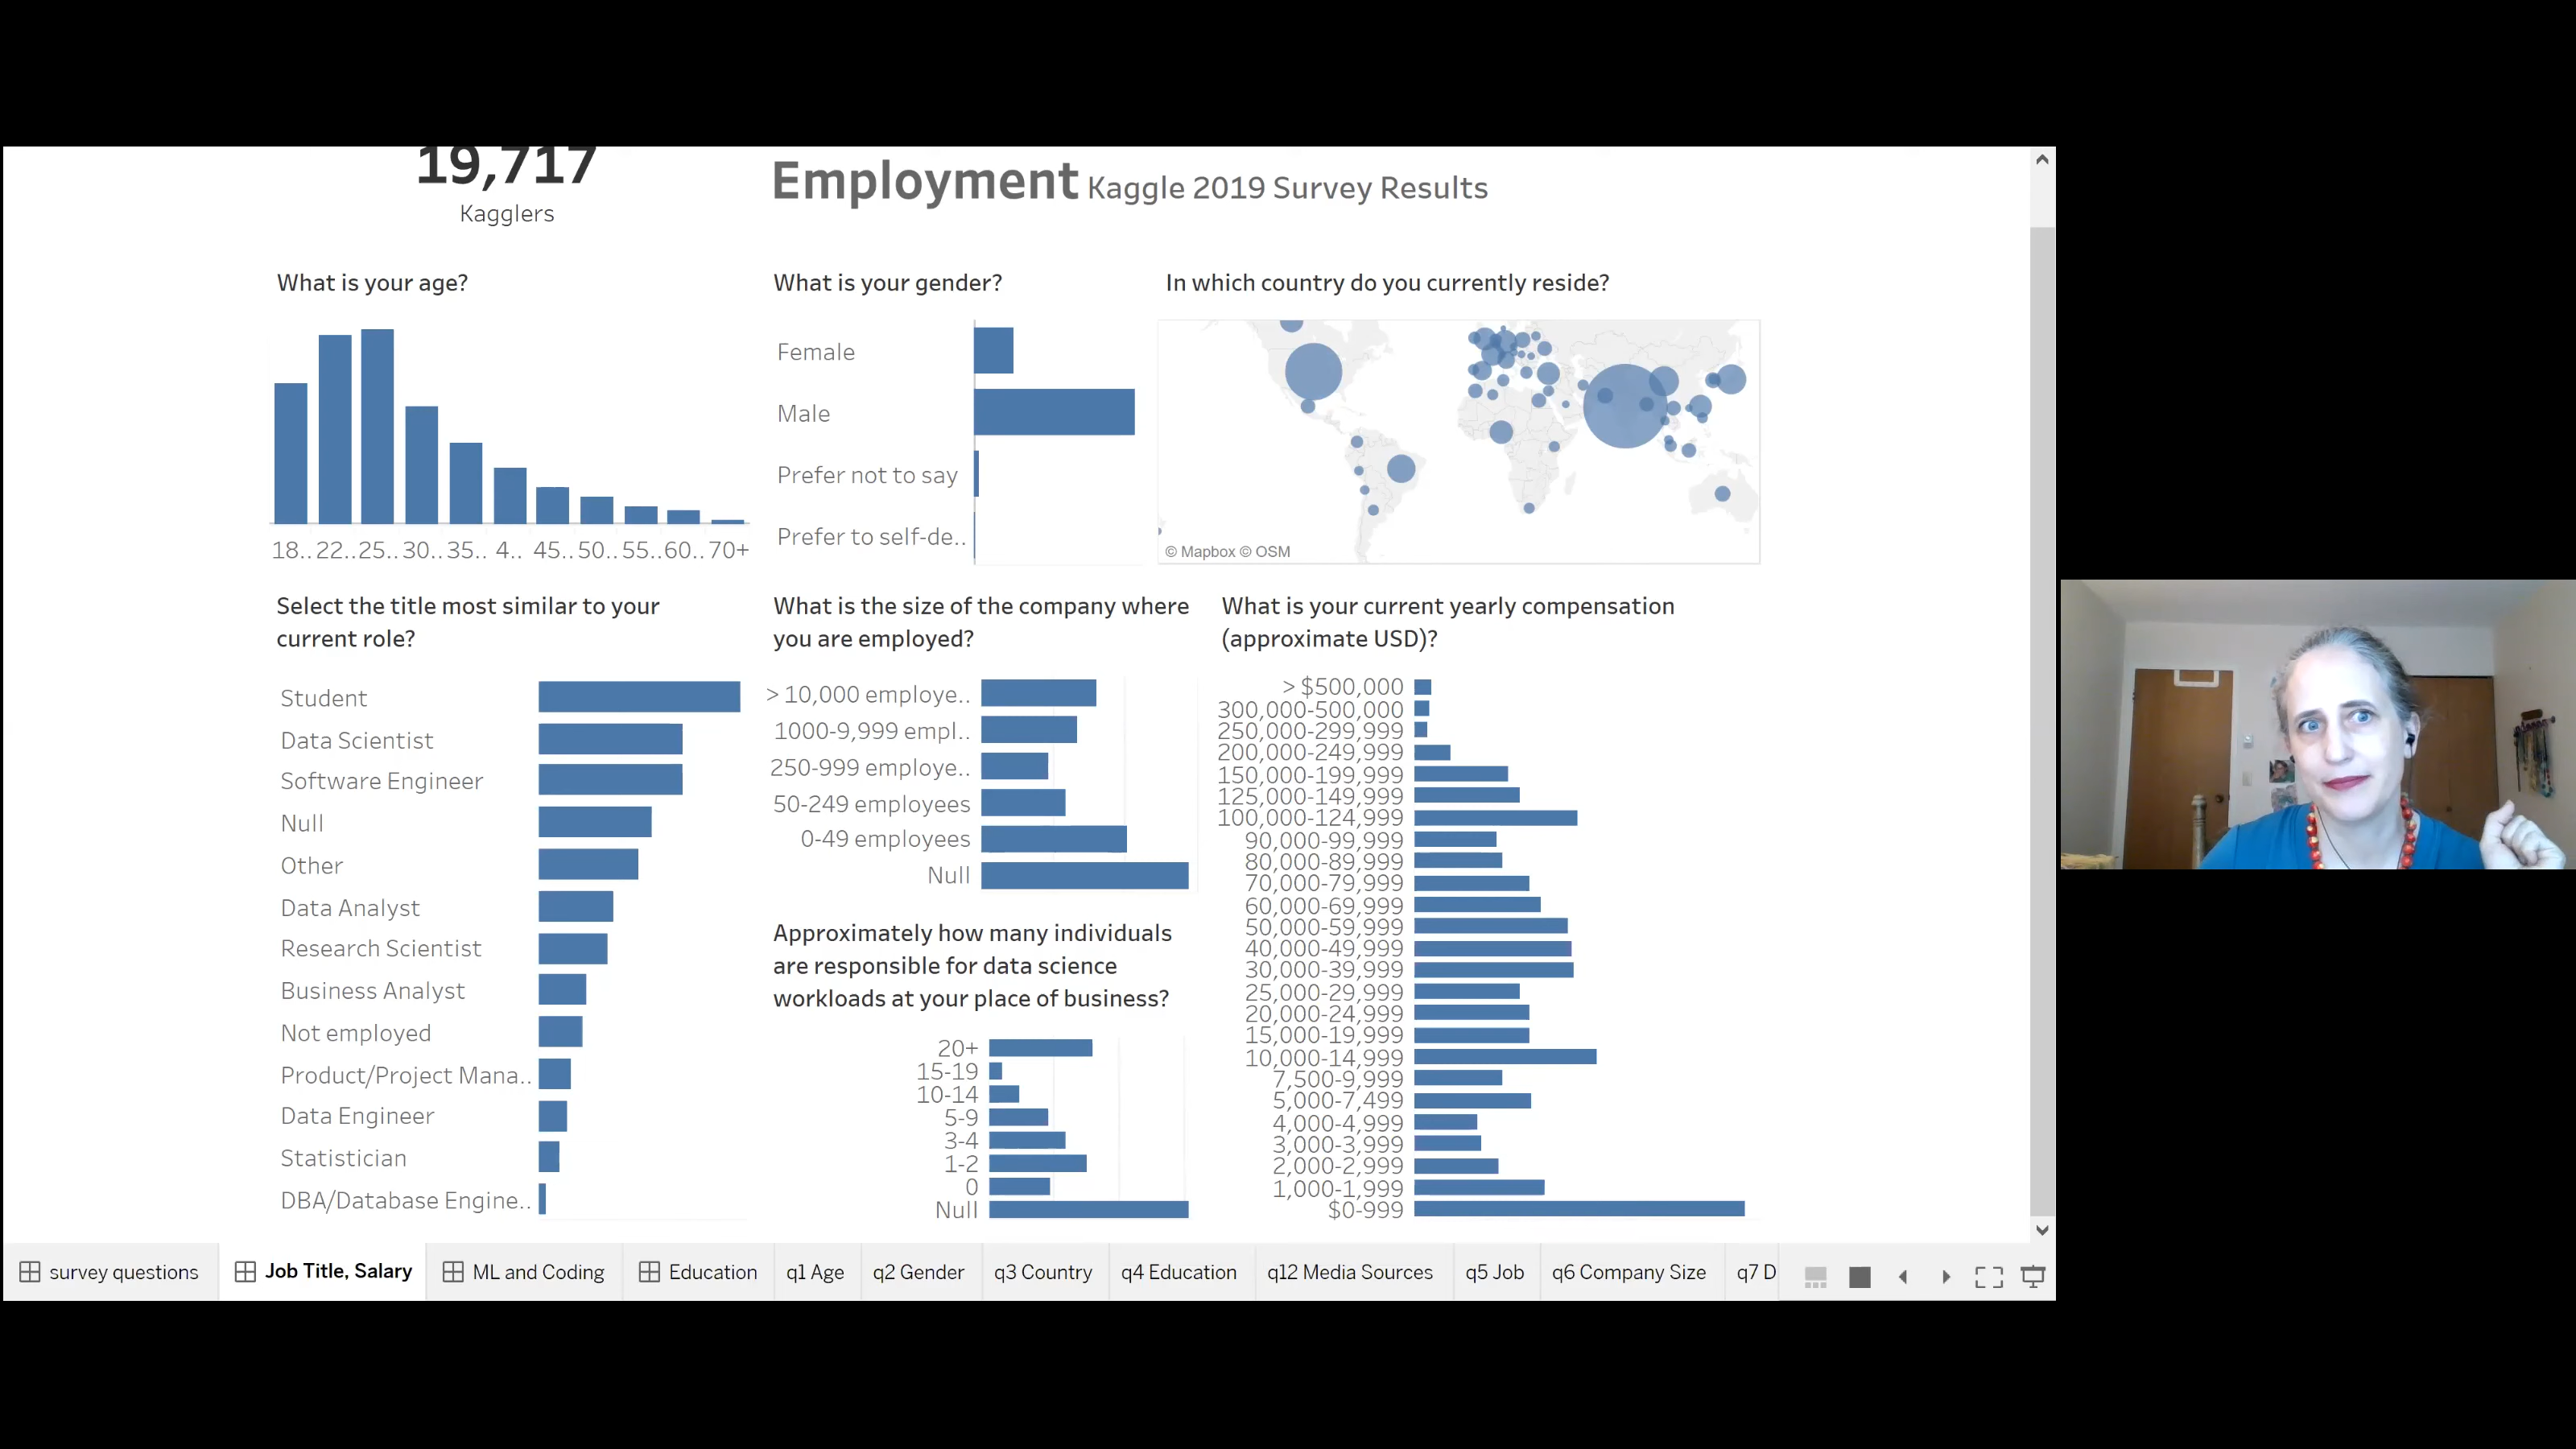 19,717
Kagglers
Employment Kaggle 2019 Survey Results
What is your age?
18.. 22.. 25.. 30.. 35.. 4.. 45.. 50.. 55.. 60.. 70+
What is your gender?
Female
Male
Prefer not to say
Prefer to self-de..
In which country do you currently reside?
© Mapbox © OSM
Select the title most similar to your
current role?
Student
Data Scientist
Software Engineer
Null
Other
Data Analyst
Research Scientist
Business Analyst
Not employed
Product/Project Mana..
Data Engineer
Statistician
DBA/Database Engine..
What is the size of the company where
you are employed?
> 10,000 employe..
1000-9,999 empl..
250-999 employe..
50-249 employees
0-49 employees
Null
Approximately how many individuals
are responsible for data science
workloads at your place of business?
20+
15-19
10-14
5-9
3-4
1-2
0
Null
What is your current yearly compensation
(approximate USD)?
> $500,000
300,000-500,000
250,000-299,999
200,000-249,999
150,000-199,999
125,000-149,999
100,000-124,999
90,000-99,999
80,000-89,999
70,000-79,999
60,000-69,999
50,000-59,999
40,000-49,999
30,000-39,999
25,000-29,999
20,000-24,999
15,000-19,999
10,000-14,999
7,500-9,999
5,000-7,499
4,000-4,999
3,000-3,999
2,000-2,999
1,000-1,999
$0-999
survey questions Job Title, Salary ML and Coding Education q1 Age q2 Gender q3 Country q4 Education q12 Media Sources q5 Job q6 Company Size q7 D